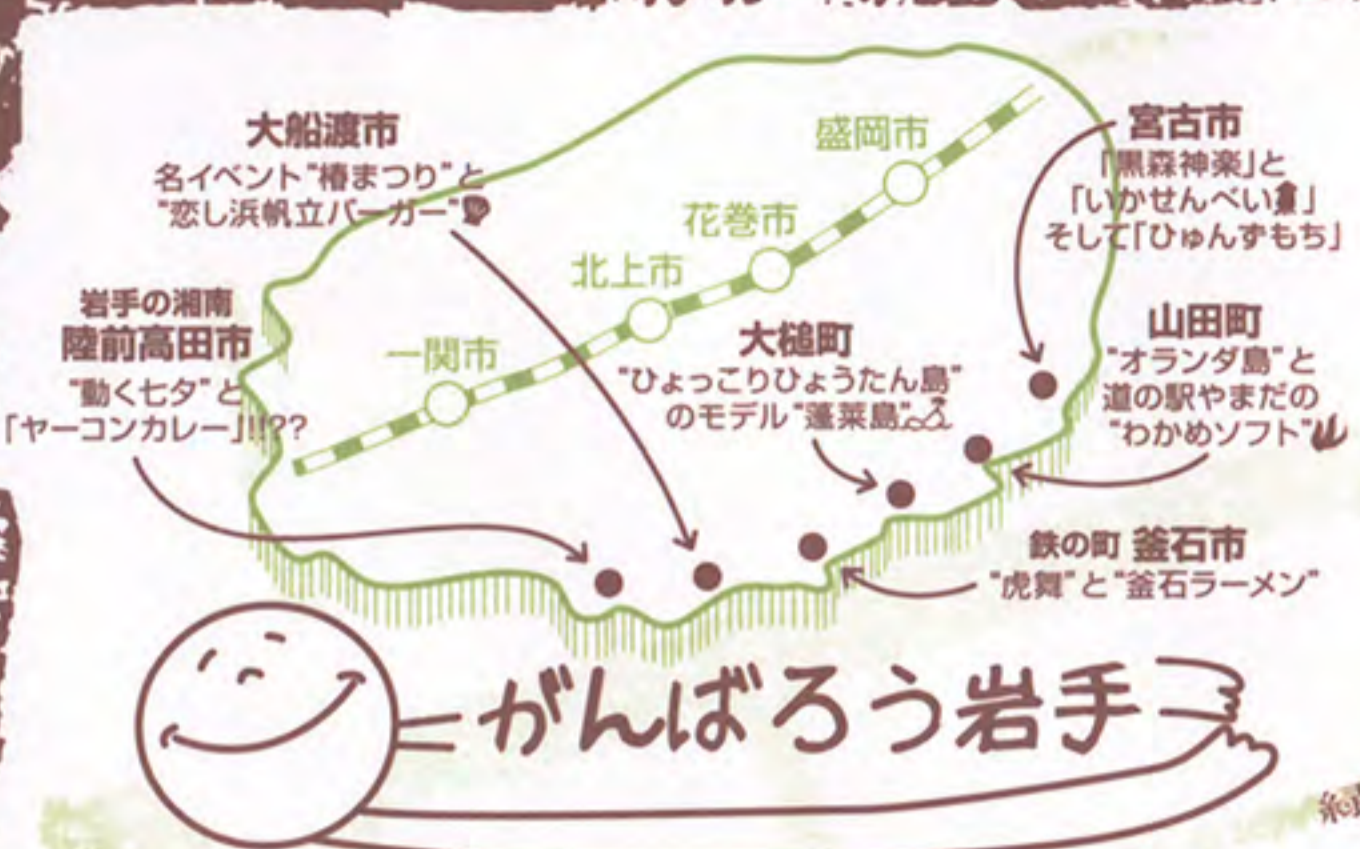 大船渡市
名イベント"椿まつり"と
"恋し浜帆立バーガー"
岩手の湘南
陸前高田市
"動く七夕"と
「ヤーコンカレー」!!??
一関市
北上市
花巻市
盛岡市
大槌町
"ひょっこりひょうたん島"
のモデル"蓬莱島"
宮古市
「黒森神楽」と
「いかせんべい」
そして「ひゅんずもち」
山田町
"オランダ島"と
道の駅やまだの
"わかめソフト"
鉄の町 釜石市
"虎舞"と"釜石ラーメン"
がんばろう岩手